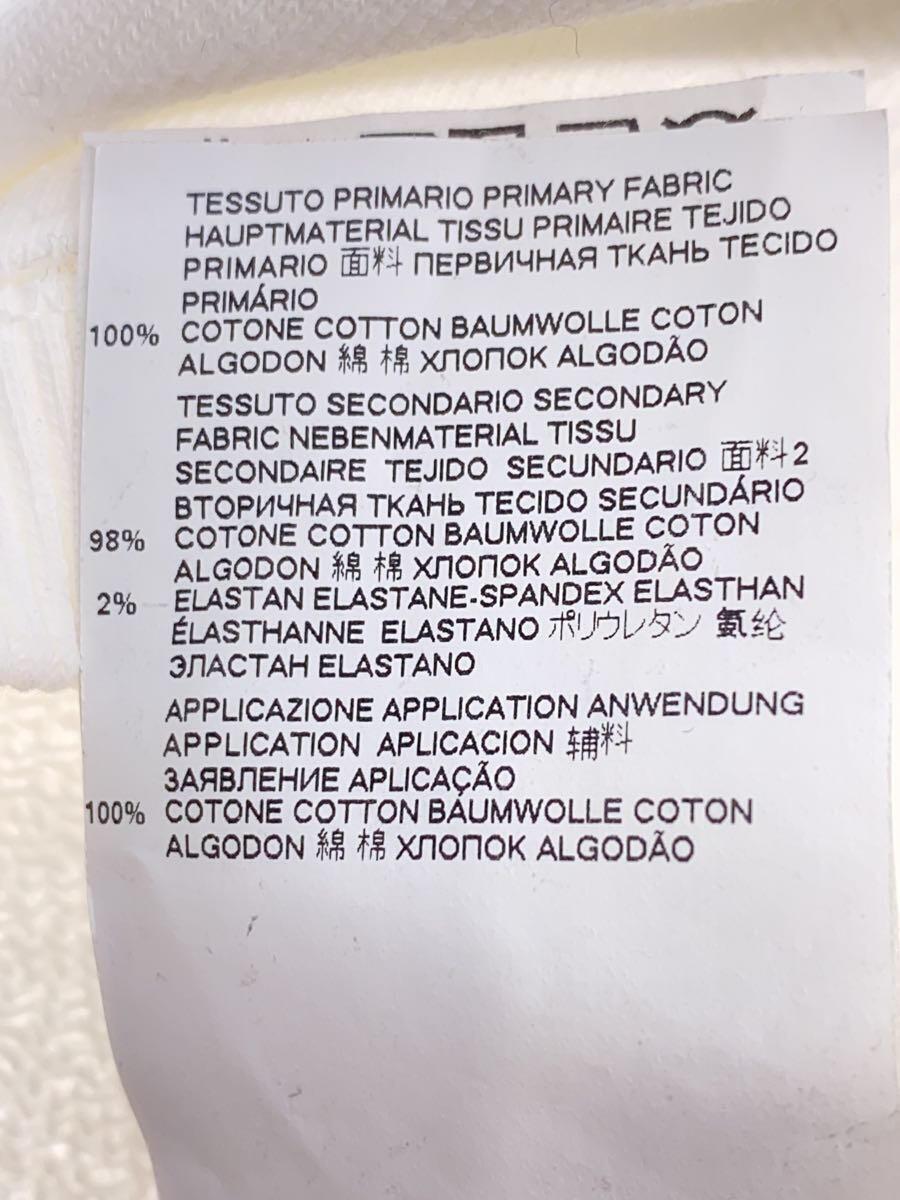 TESSUTO PRIMARIO PRIMARY FABRIC
HAUPTMATERIAL TISSU PRIMAIRE TEJIDO
PRIMARIO 面料 ПЕРВИЧНАЯ ТКАНЬ TECIDO
PRIMÁRIO
100% COTONE COTTON BAUMWOLLE COTON
ALGODON 綿 棉 ХЛОПОК ALGODÃO
TESSUTO SECONDARIO SECONDARY
FABRIC NEBENMATERIAL TISSU
SECONDAIRE TEJIDO SECUNDARIO 面料2
ВТОРИЧНАЯ ТКАНЬ TECIDO SECUNDÁRIO
98% COTONE COTTON BAUMWOLLE COTON
ALGODON 綿 棉 ХЛОПОК ALGODÃO
2% ELASTAN ELASTANE-SPANDEX ELASTHAN
ÉLASTHANNE ELASTANO ポリウレタン 氨纶
ЭЛАСТАН ELASTANO
APPLICAZIONE APPLICATION ANWENDUNG
APPLICATION APLICACION 辅料
ЗАЯВЛЕНИЕ APLICAÇÃO
100% COTONE COTTON BAUMWOLLE COTON
ALGODON 綿 棉 ХЛОПОК ALGODÃO